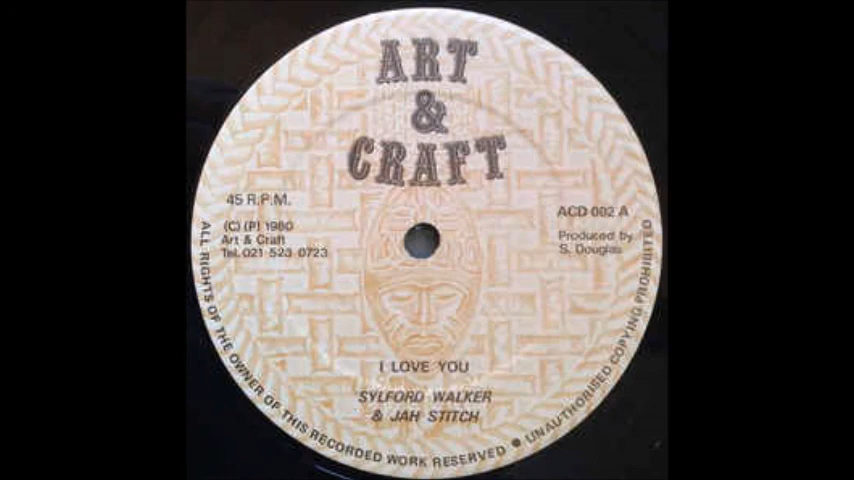 ART
&
CRAFT
45 R.P.M.
(C) (P) 1980
Art & Craft
Tel. 021 523 0723
ACD 002 A
Produced by
S. Douglas
I LOVE YOU
SYLFORD WALKER
& JAH STITCH
ALL RIGHTS OF THE OWNER OF THIS RECORDED WORK RESERVED ● UNAUTHORISED COPYING PROHIBITED